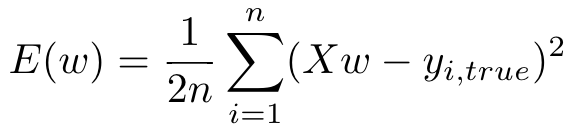 $E(w) = \frac{1}{2n} \sum_{i=1}^{n} (Xw - y_{i,true})^2$